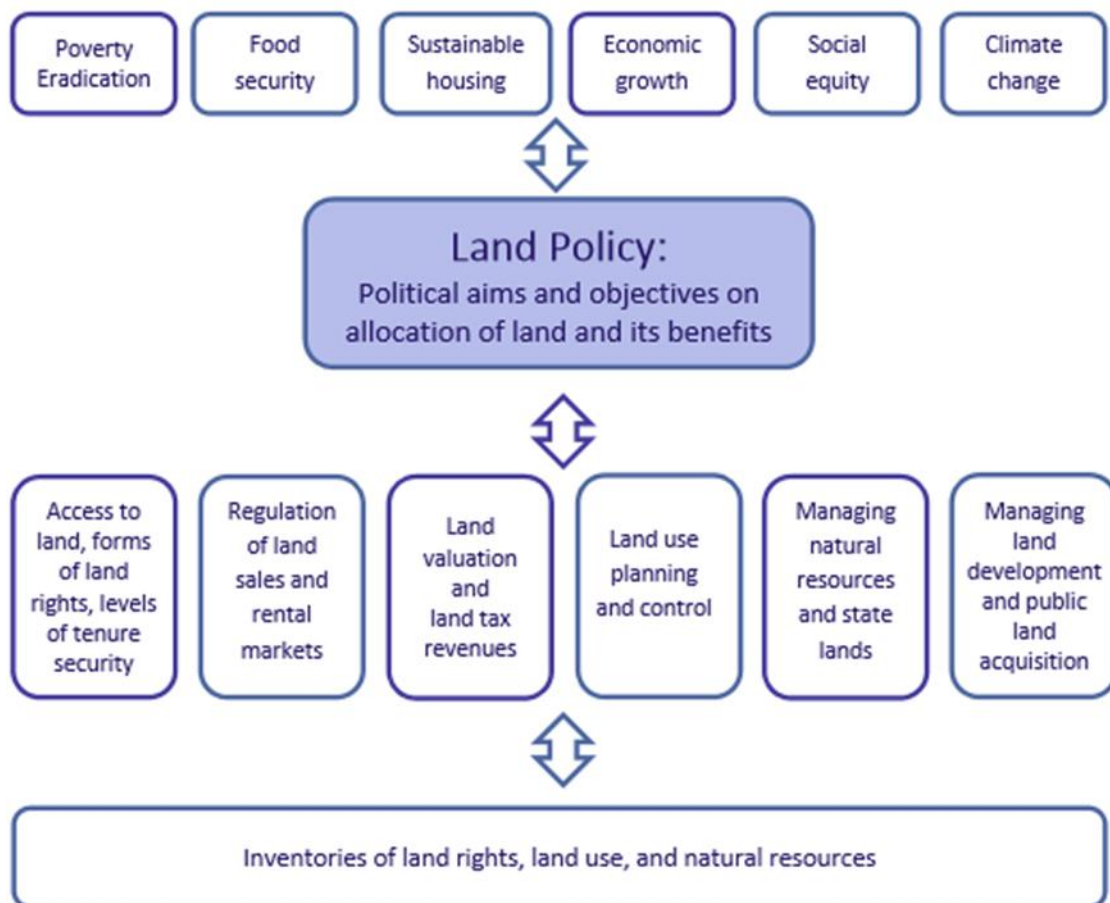 Poverty
Eradication
Food
security
Sustainable
housing
Economic
growth
Social
equity
Climate
change
Land Policy:
Political aims and objectives on
allocation of land and its benefits
Access to
land, forms
of land
rights, levels
of tenure
security
Regulation
of land
sales and
rental
markets
Land
valuation
and
land tax
revenues
Land use
planning
and control
Managing
natural
resources
and state
lands
Managing
land
development
and public
land
acquisition
Inventories of land rights, land use, and natural resources